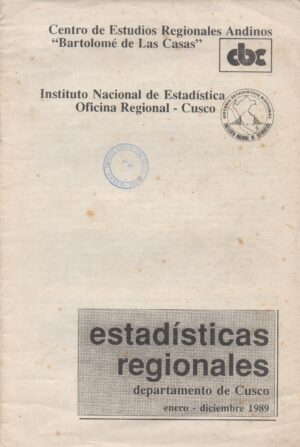 Centro de Estudios Regionales Andinos
"Bartolomé de Las Casas"
cbc
Instituto Nacional de Estadística
Oficina Regional - Cusco
estadísticas
regionales
departamento de Cusco
enero - diciembre 1989